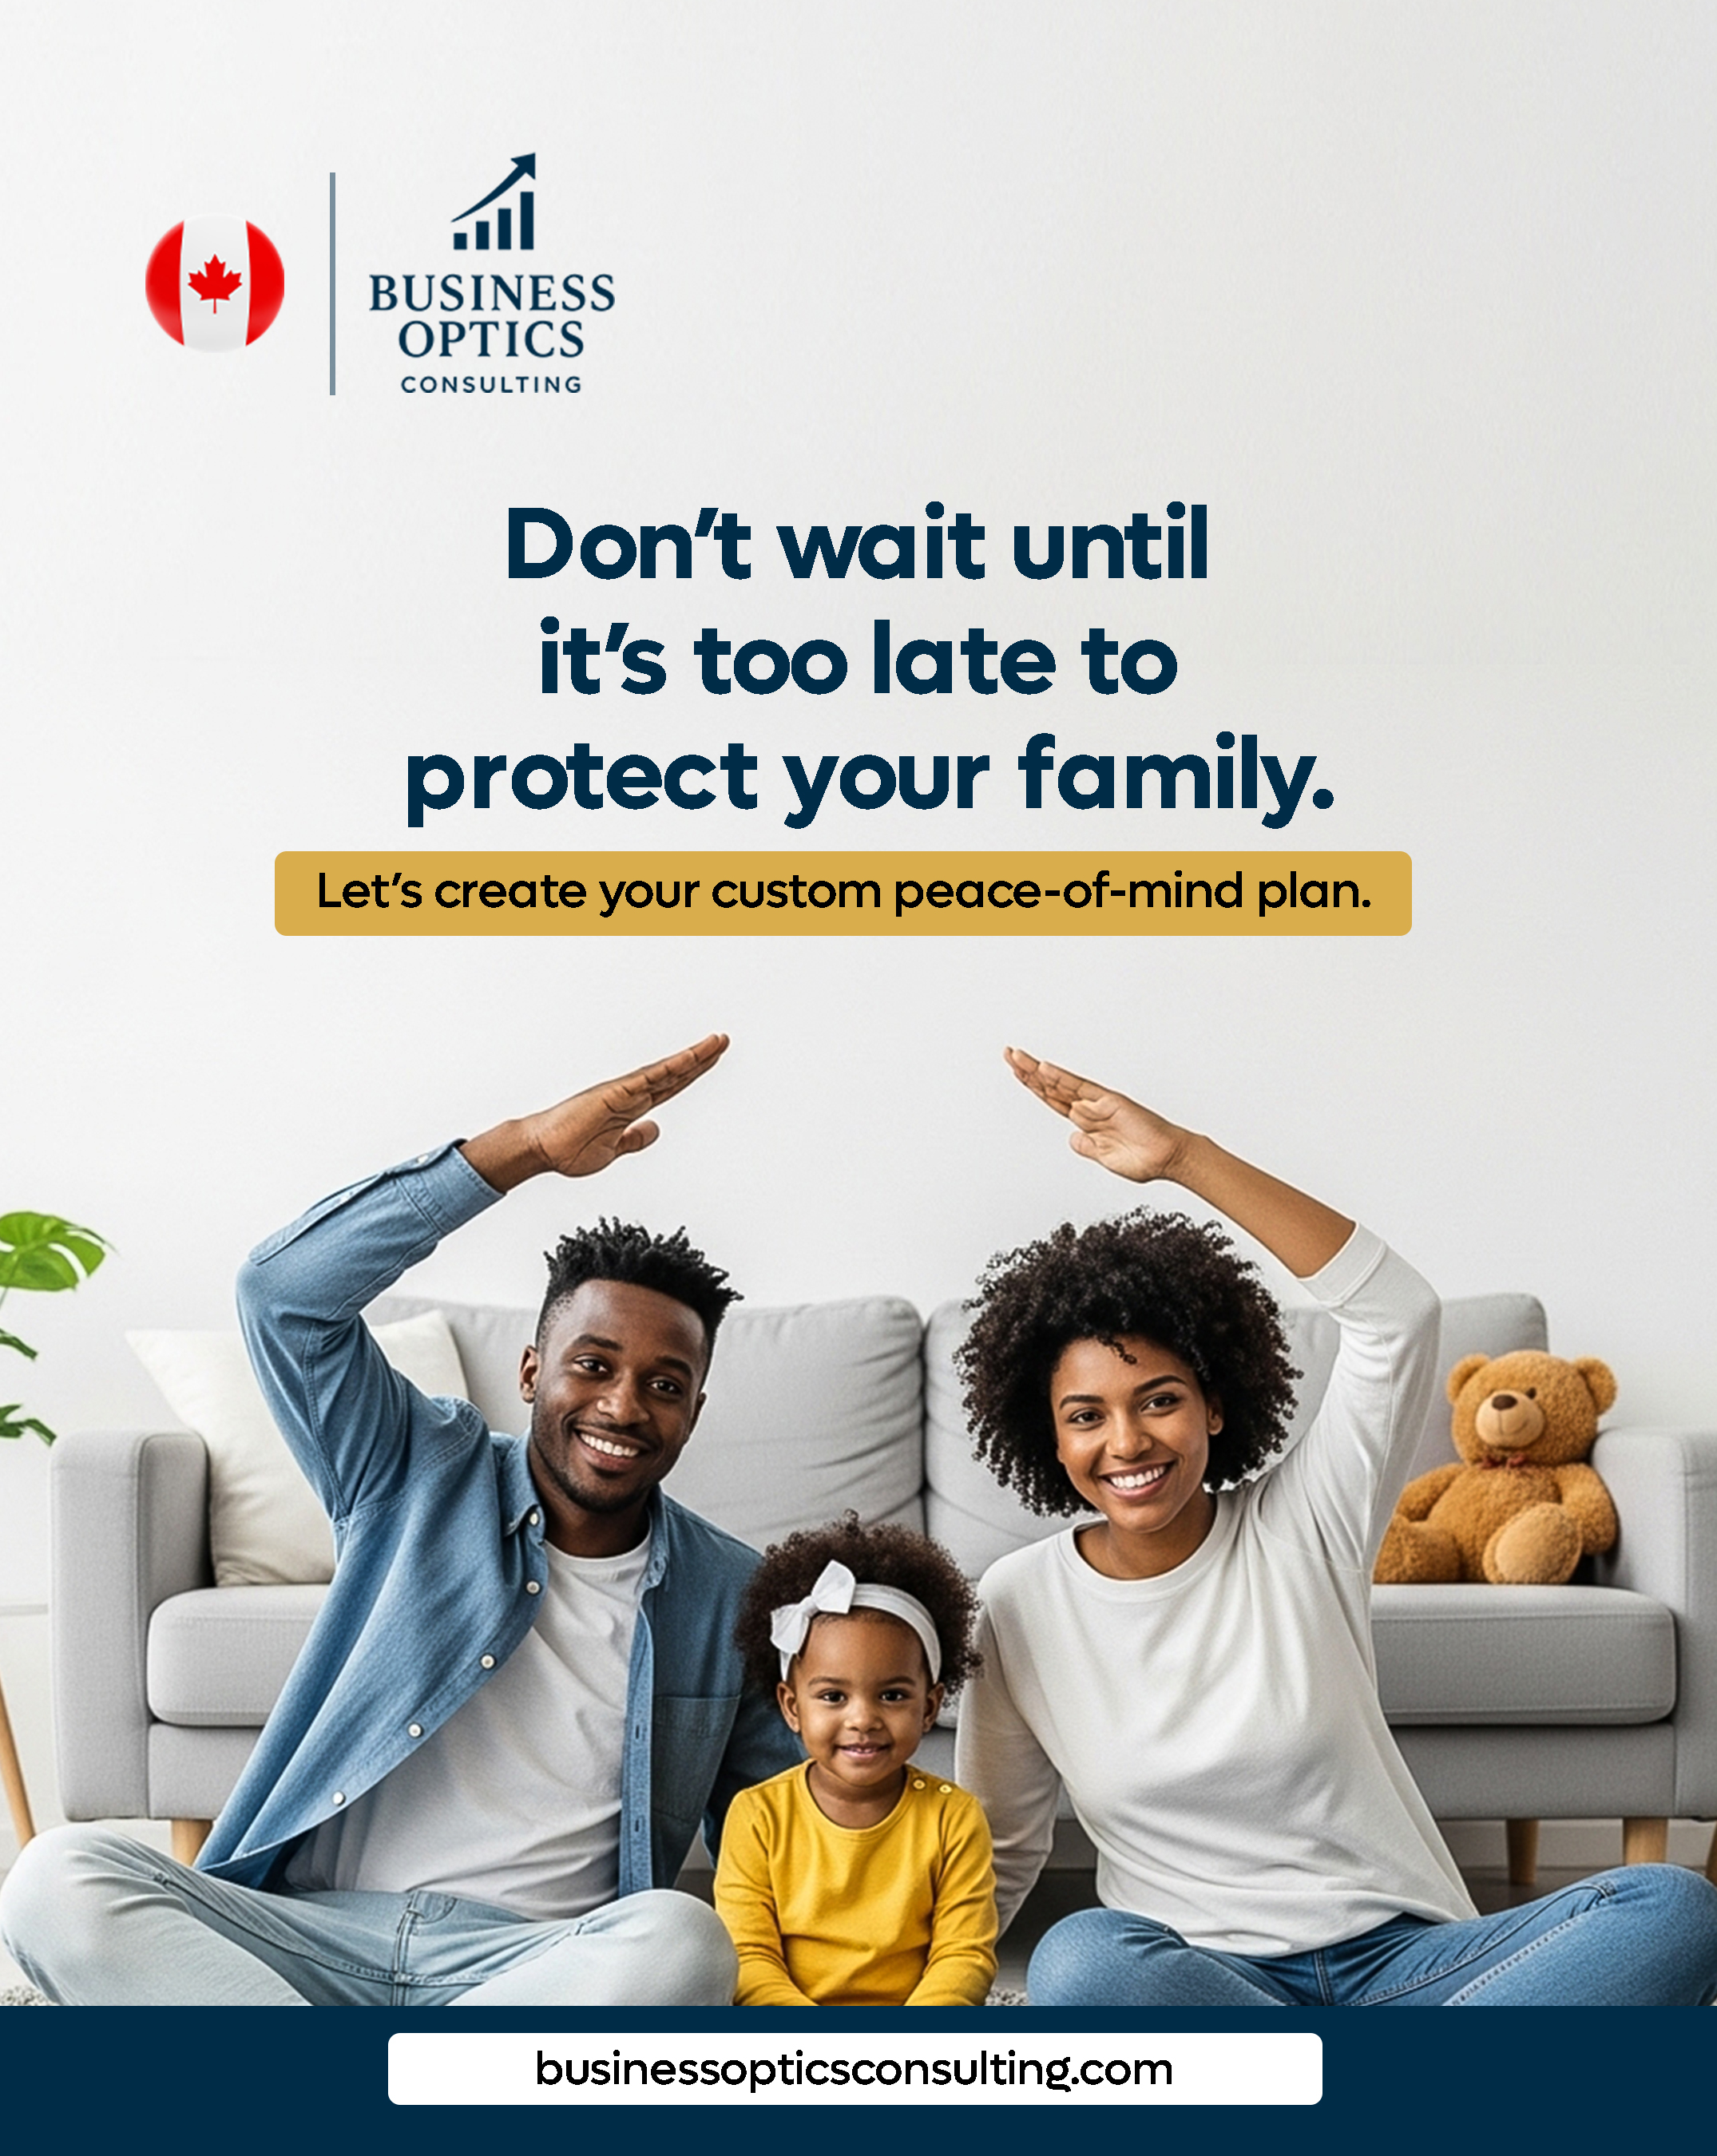 BUSINESS
OPTICS
CONSULTING
Don’t wait until
it’s too late to
protect your family.
Let’s create your custom peace-of-mind plan.
businessopticsconsulting.com